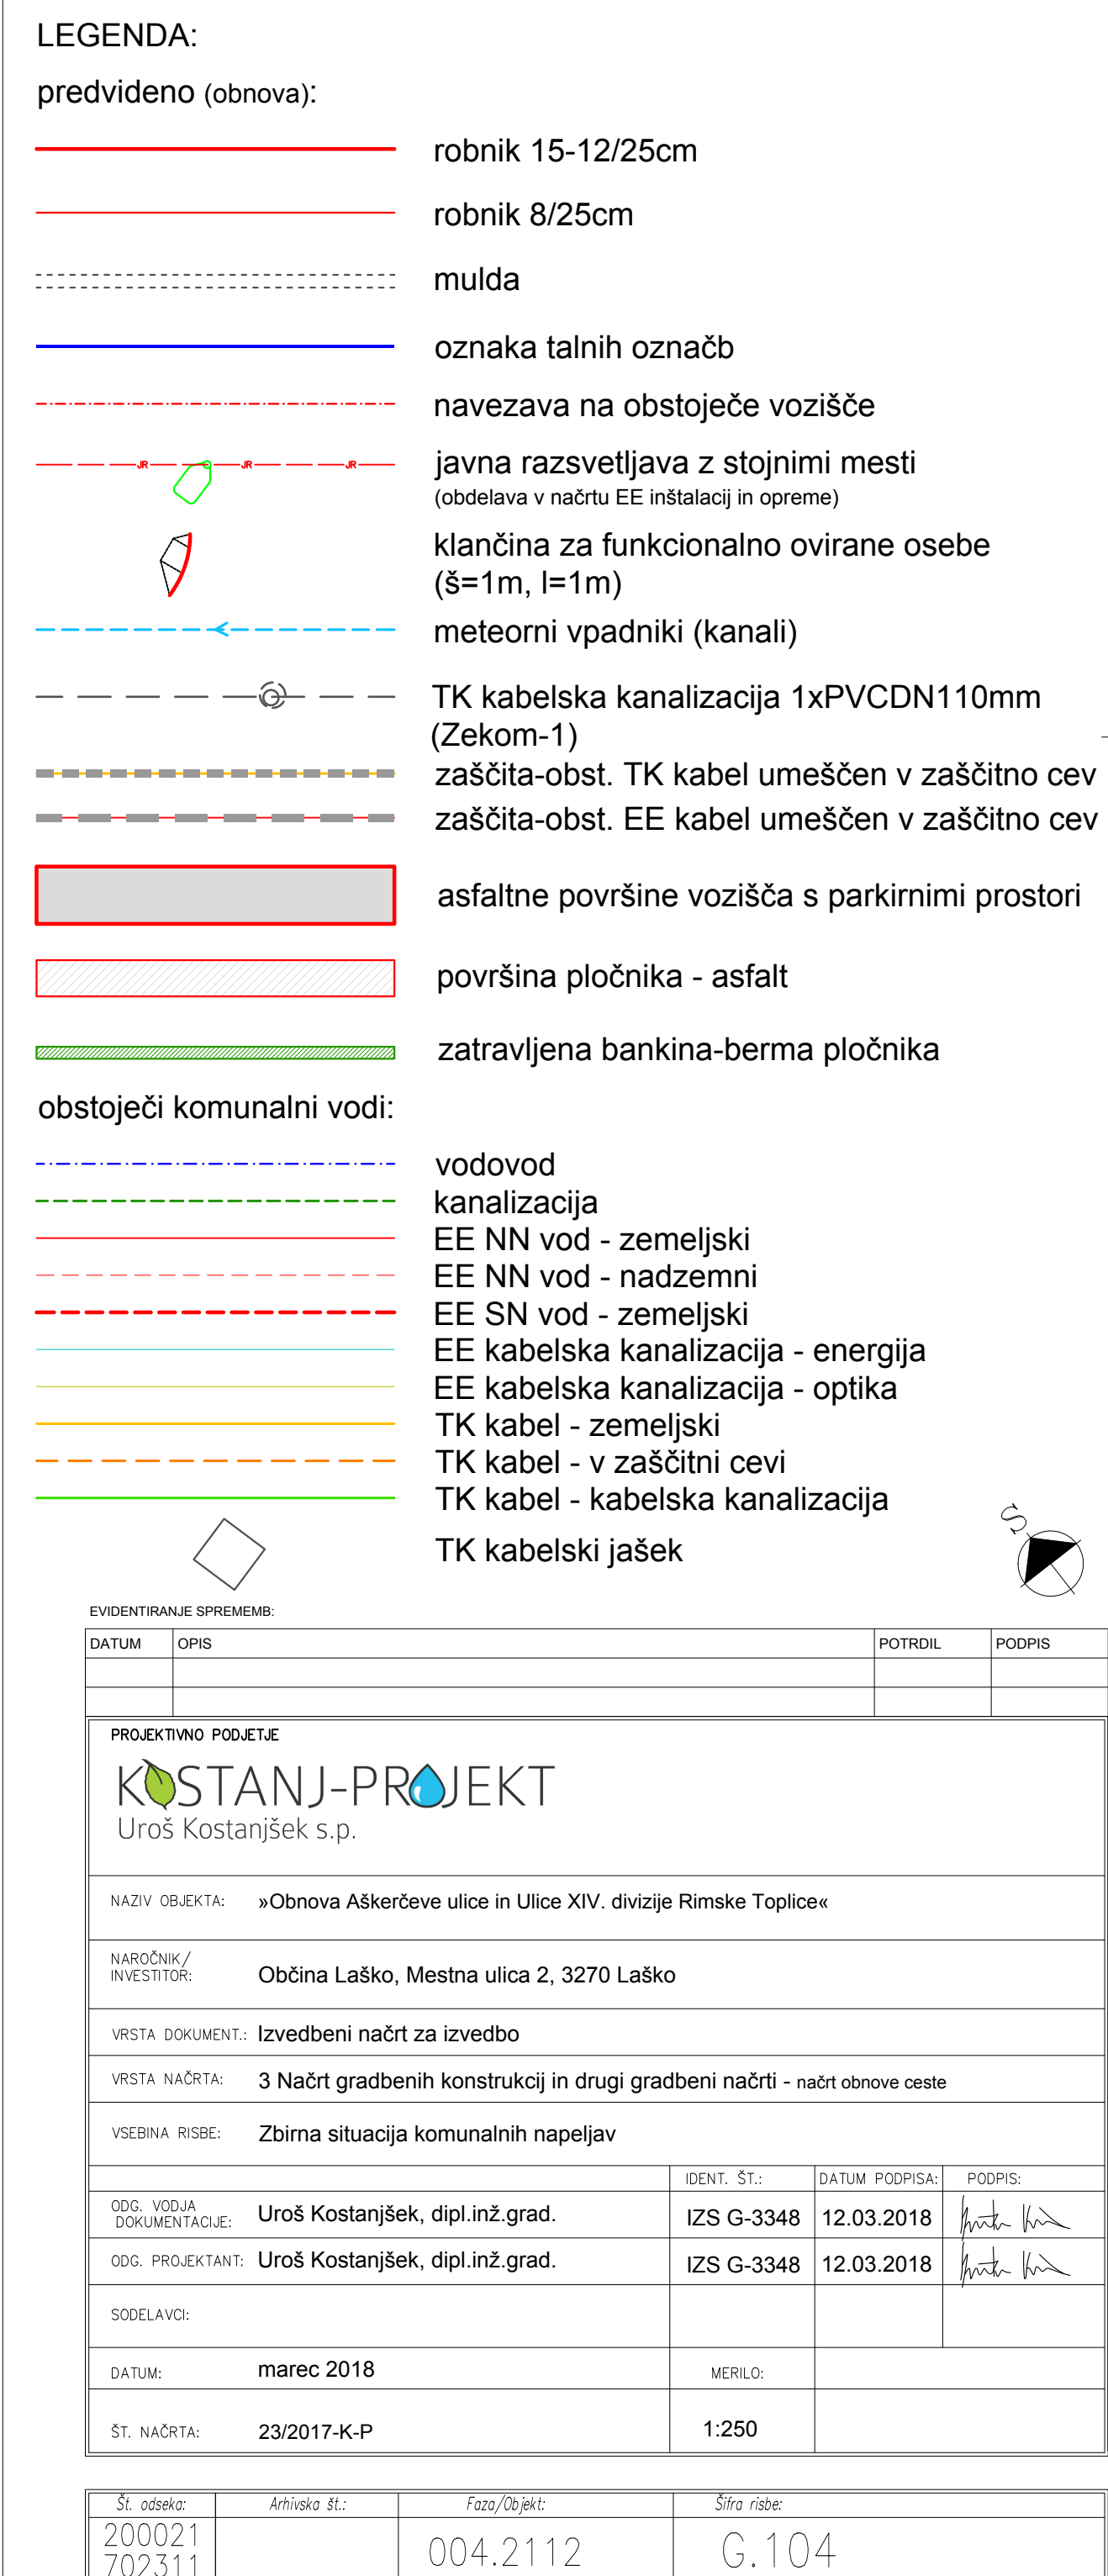 LEGENDA:
predvideno (obnova):
robnik 15-12/25cm
robnik 8/25cm
mulda
oznaka talnih označb
navezava na obstoječe vozišče
JR JR JR
javna razsvetljava z stojnimi mesti
(obdelava v načrtu EE inštalacij in opreme)
klančina za funkcionalno ovirane osebe
(š=1m, l=1m)
meteorni vpadniki (kanali)
TK kabelska kanalizacija 1xPVCDN110mm
(Zekom-1)
zaščita-obst. TK kabel umeščen v zaščitno cev
zaščita-obst. EE kabel umeščen v zaščitno cev
asfaltne površine vozišča s parkirnimi prostori
površina pločnika - asfalt
zatravljena bankina-berma pločnika
obstoječi komunalni vodi:
vodovod
kanalizacija
EE NN vod - zemeljski
EE NN vod - nadzemni
EE SN vod - zemeljski
EE kabelska kanalizacija - energija
EE kabelska kanalizacija - optika
TK kabel - zemeljski
TK kabel - v zaščitni cevi
TK kabel - kabelska kanalizacija
S
TK kabelski jašek
EVIDENTIRANJE SPREMEMB:
DATUM OPIS POTRDIL PODPIS
PROJEKTIVNO PODJETJE
KOSTANJ-PROJEKT
Uroš Kostanjšek s.p.
NAZIV OBJEKTA: »Obnova Aškerčeve ulice in Ulice XIV. divizije Rimske Toplice«
NAROČNIK/
INVESTITOR: Občina Laško, Mestna ulica 2, 3270 Laško
VRSTA DOKUMENT.: Izvedbeni načrt za izvedbo
VRSTA NAČRTA: 3 Načrt gradbenih konstrukcij in drugi gradbeni načrti - načrt obnove ceste
VSEBINA RISBE: Zbirna situacija komunalnih napeljav
IDENT. ŠT.: DATUM PODPISA: PODPIS:
ODG. VODJA
DOKUMENTACIJE: Uroš Kostanjšek, dipl.inž.grad. IZS G-3348 12.03.2018
ODG. PROJEKTANT: Uroš Kostanjšek, dipl.inž.grad. IZS G-3348 12.03.2018
SODELAVCI:
DATUM: marec 2018 MERILO:
ŠT. NAČRTA: 23/2017-K-P 1:250
Št. odseka: Arhivska št.: Faza/Objekt: Šifra risbe:
200021
702311 004.2112 G.104